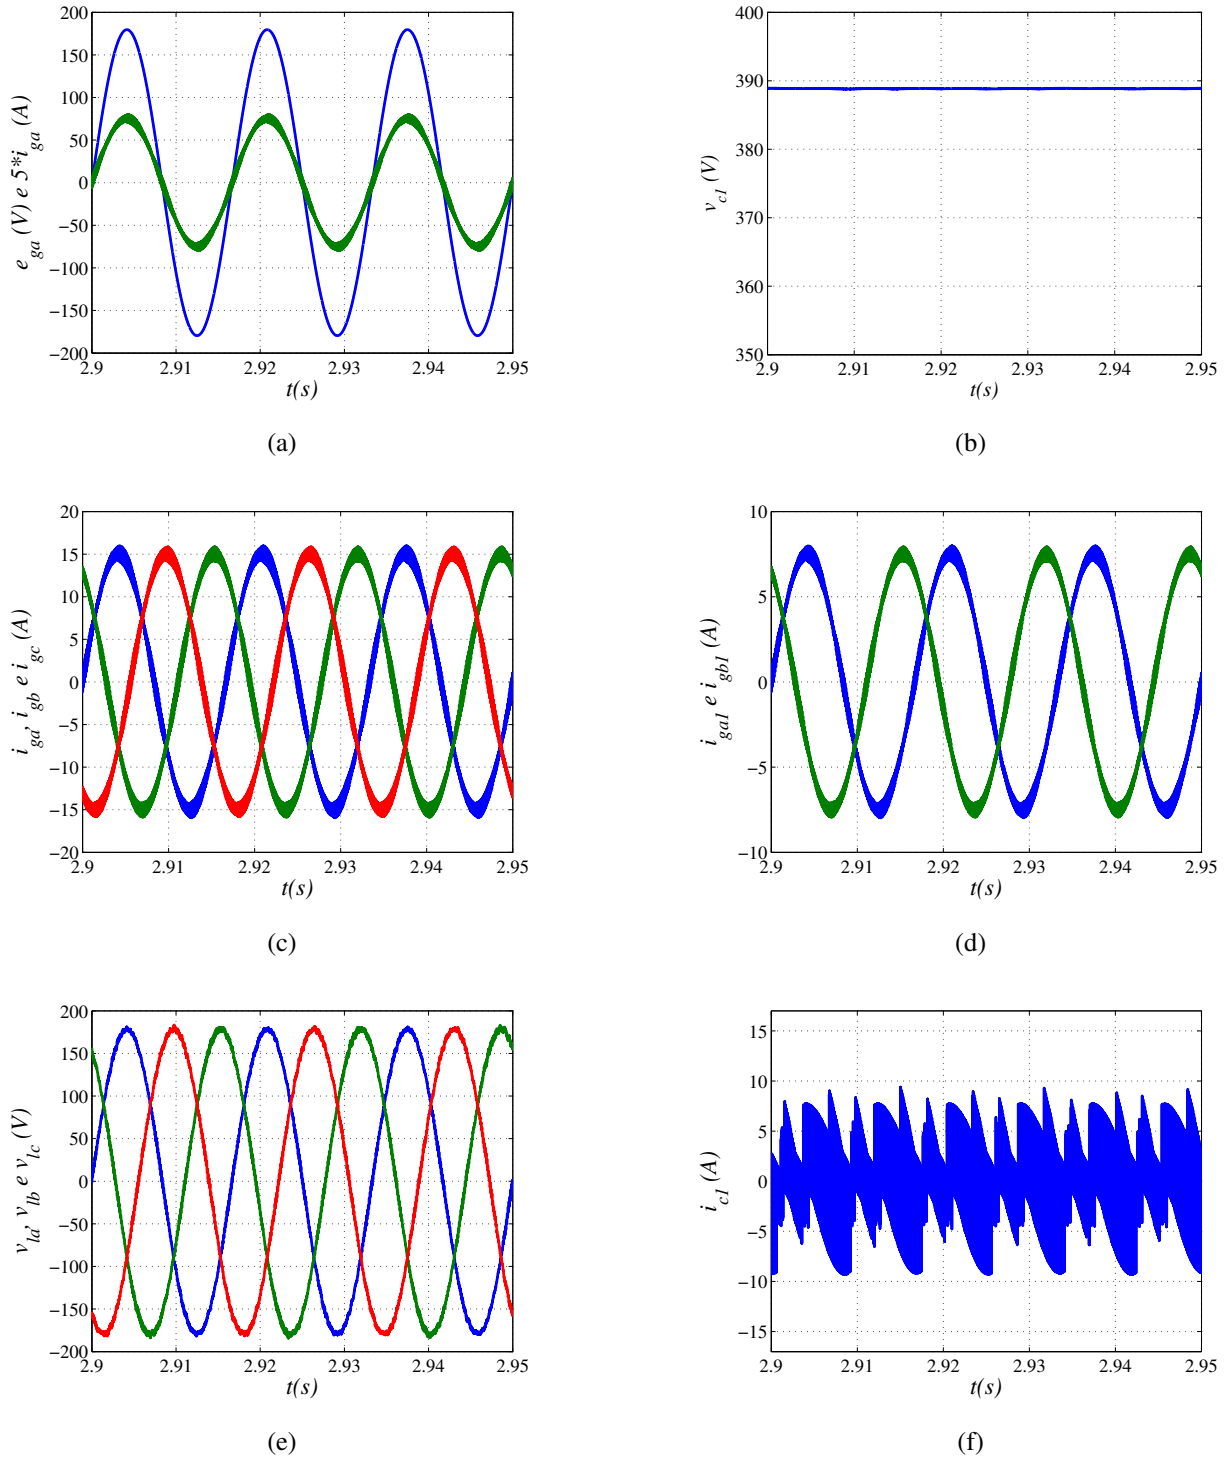 200
150
100
50
0
−50
−100
−150
−200
2.9 2.91 2.92 2.93 2.94 2.95
t(s)
e_ga (V) e 5*i_ga (A)
(a)
400
390
380
370
360
350
2.9 2.91 2.92 2.93 2.94 2.95
t(s)
v_c1 (V)
(b)
20
15
10
5
0
−5
−10
−15
−20
2.9 2.91 2.92 2.93 2.94 2.95
t(s)
i_ga, i_gb e i_gc (A)
(c)
10
5
0
−5
−10
2.9 2.91 2.92 2.93 2.94 2.95
t(s)
i_ga1 e i_gb1 (A)
(d)
200
150
100
50
0
−50
−100
−150
−200
2.9 2.91 2.92 2.93 2.94 2.95
t(s)
v_la, v_lb e v_lc (V)
(e)
15
10
5
0
−5
−10
−15
2.9 2.91 2.92 2.93 2.94 2.95
t(s)
i_c1 (A)
(f)